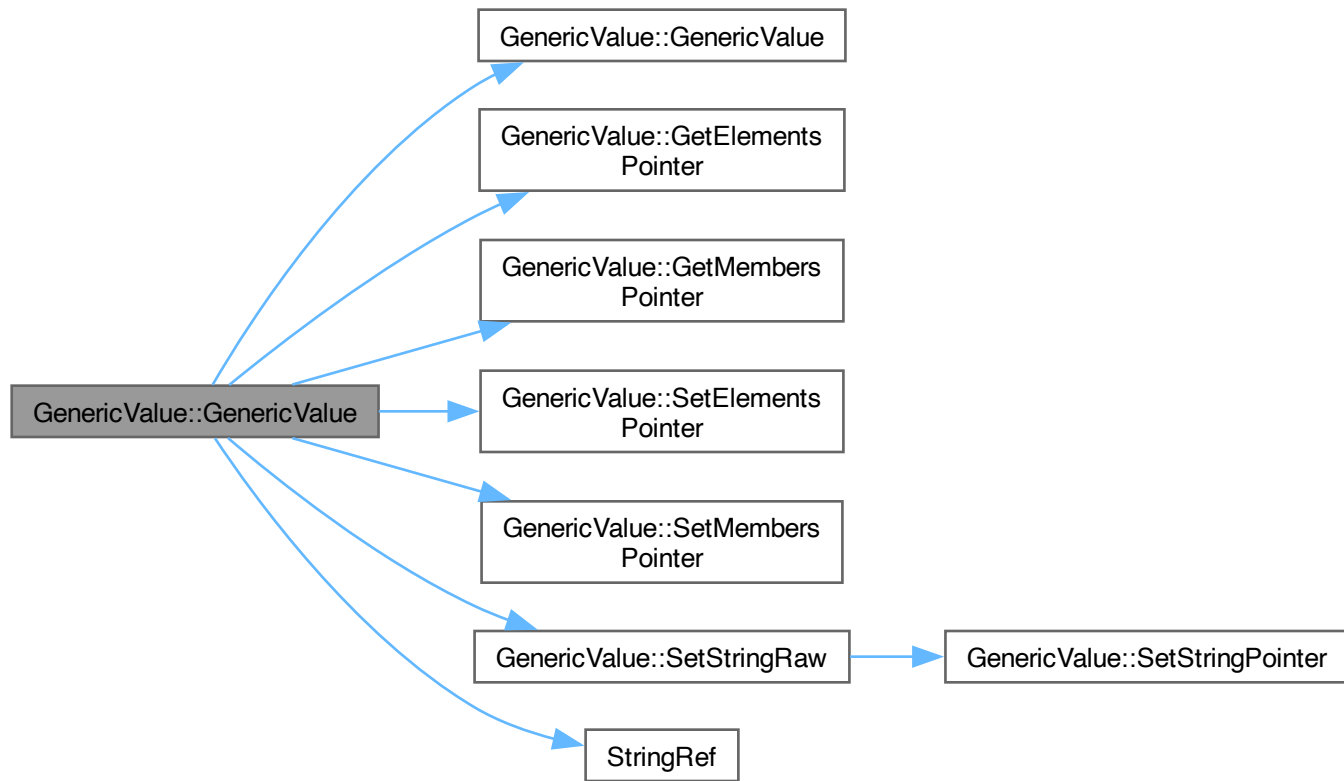 GenericValue::GenericValue
GenericValue::GetElements
Pointer
GenericValue::GetMembers
Pointer
GenericValue::GenericValue
GenericValue::SetElements
Pointer
GenericValue::SetMembers
Pointer
GenericValue::SetStringRaw
GenericValue::SetStringPointer
StringRef